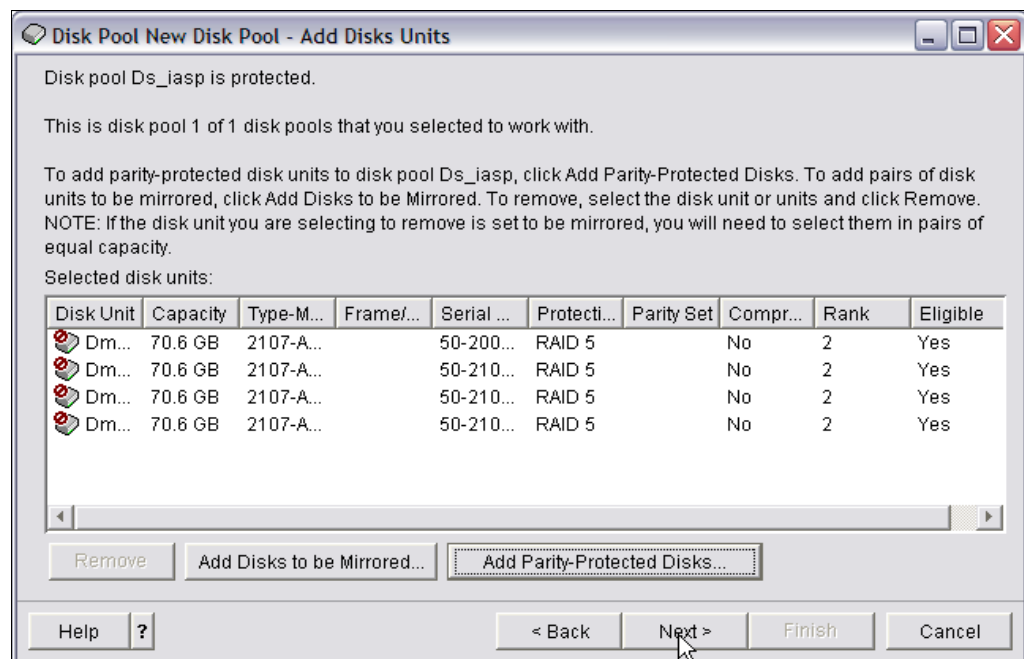 Disk Pool New Disk Pool - Add Disks Units
Disk pool Ds_iasp is protected.
This is disk pool 1 of 1 disk pools that you selected to work with.
To add parity-protected disk units to disk pool Ds_iasp, click Add Parity-Protected Disks. To add pairs of disk
units to be mirrored, click Add Disks to be Mirrored. To remove, select the disk unit or units and click Remove.
NOTE: If the disk unit you are selecting to remove is set to be mirrored, you will need to select them in pairs of
equal capacity.
Selected disk units:
Disk Unit Capacity Type-M... Frame/... Serial ... Protecti... Parity Set Compr... Rank Eligible
Dm... 70.6 GB 2107-A... 50-200... RAID 5 No 2 Yes
Dm... 70.6 GB 2107-A... 50-210... RAID 5 No 2 Yes
Dm... 70.6 GB 2107-A... 50-210... RAID 5 No 2 Yes
Dm... 70.6 GB 2107-A... 50-210... RAID 5 No 2 Yes
Remove Add Disks to be Mirrored... Add Parity-Protected Disks...
Help ? < Back Next > Finish Cancel